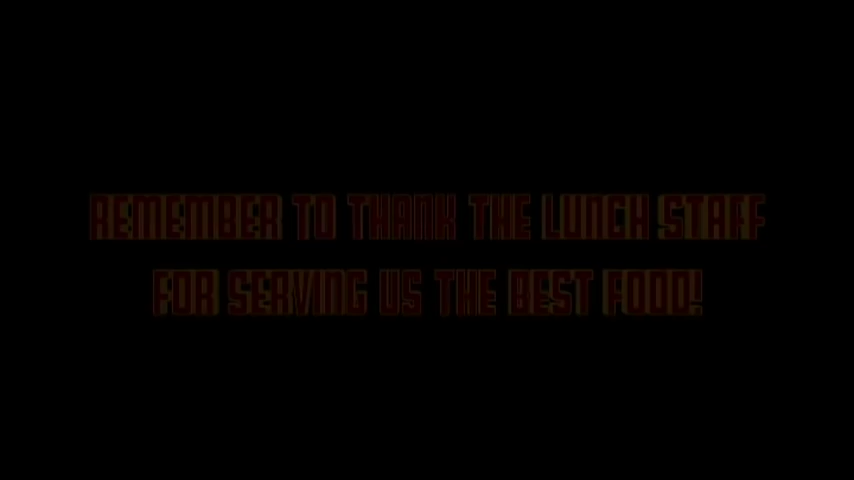 REMEMBER TO THANK THE LUNCH STAFF
FOR SERVING US THE BEST FOOD!